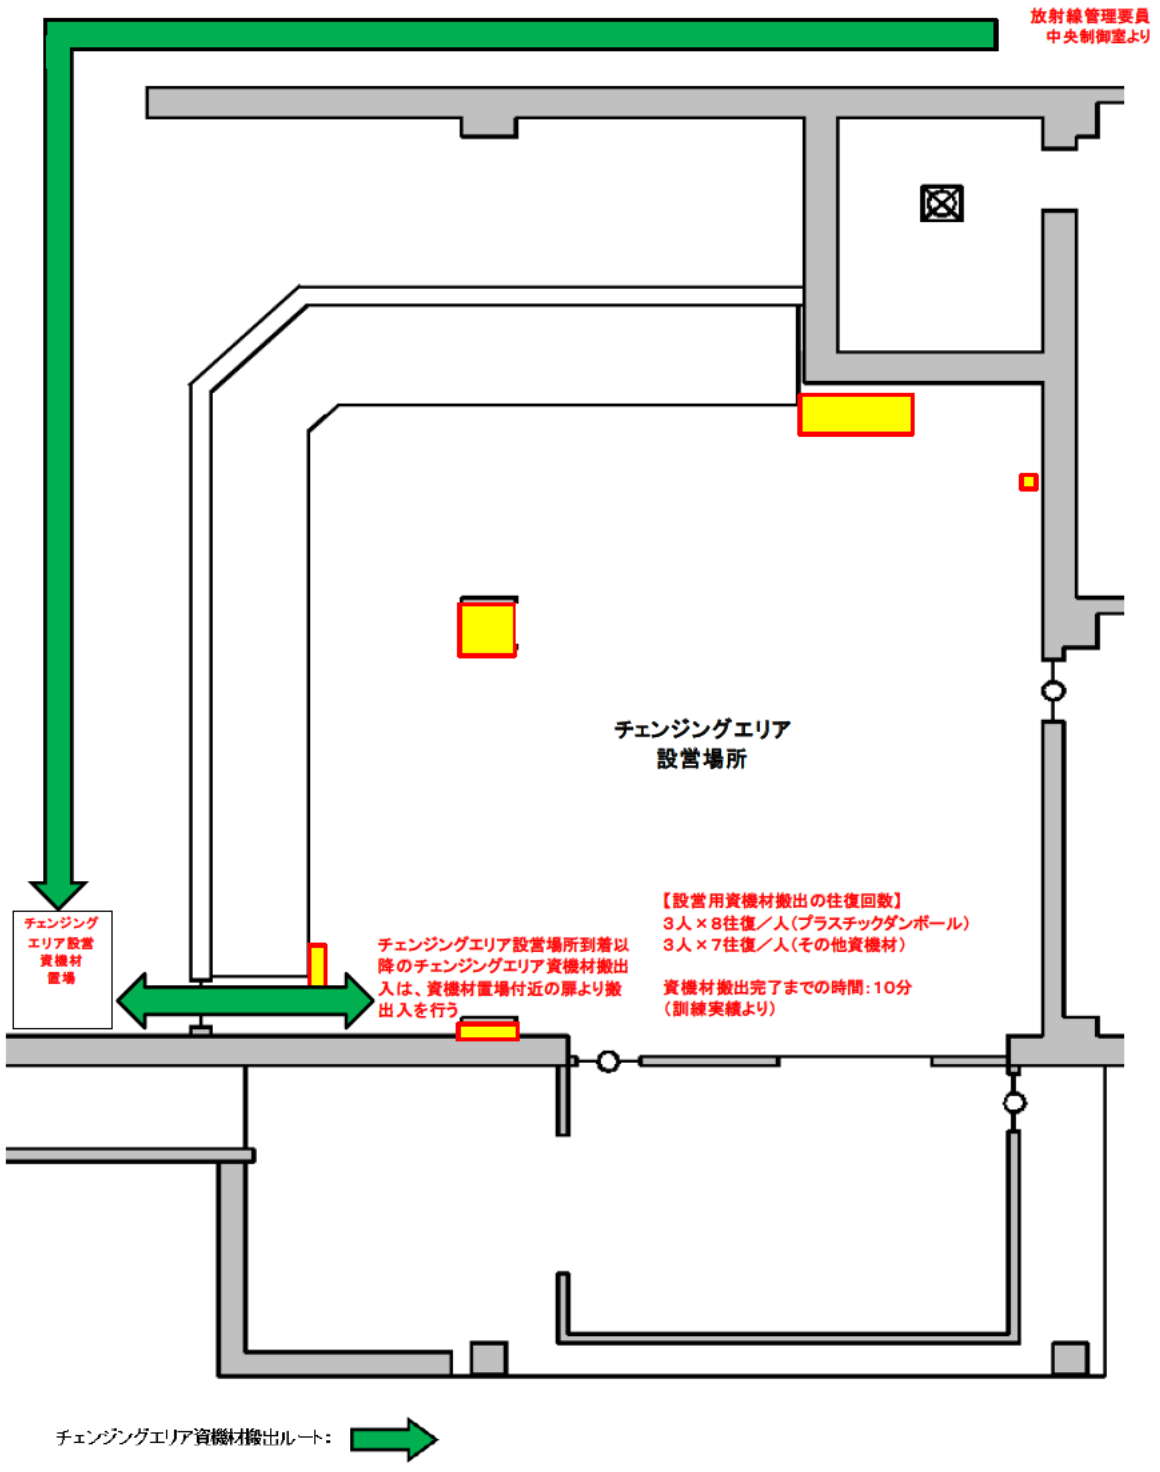 放射線管理要員
中央制御室より
チェンジングエリア
設営場所
チェンジング
エリア設営
資機材
置場
チェンジングエリア設営場所到着以
降のチェンジングエリア資機材搬出
入は、資機材置場付近の扉より搬
出入を行う
【設営用資機材搬出の往復回数】
3人×8往復／人(プラスチックダンボール)
3人×7往復／人(その他資機材)
資機材搬出完了までの時間:10分
(訓練実績より)
チェンジングエリア資機材搬出ルート: